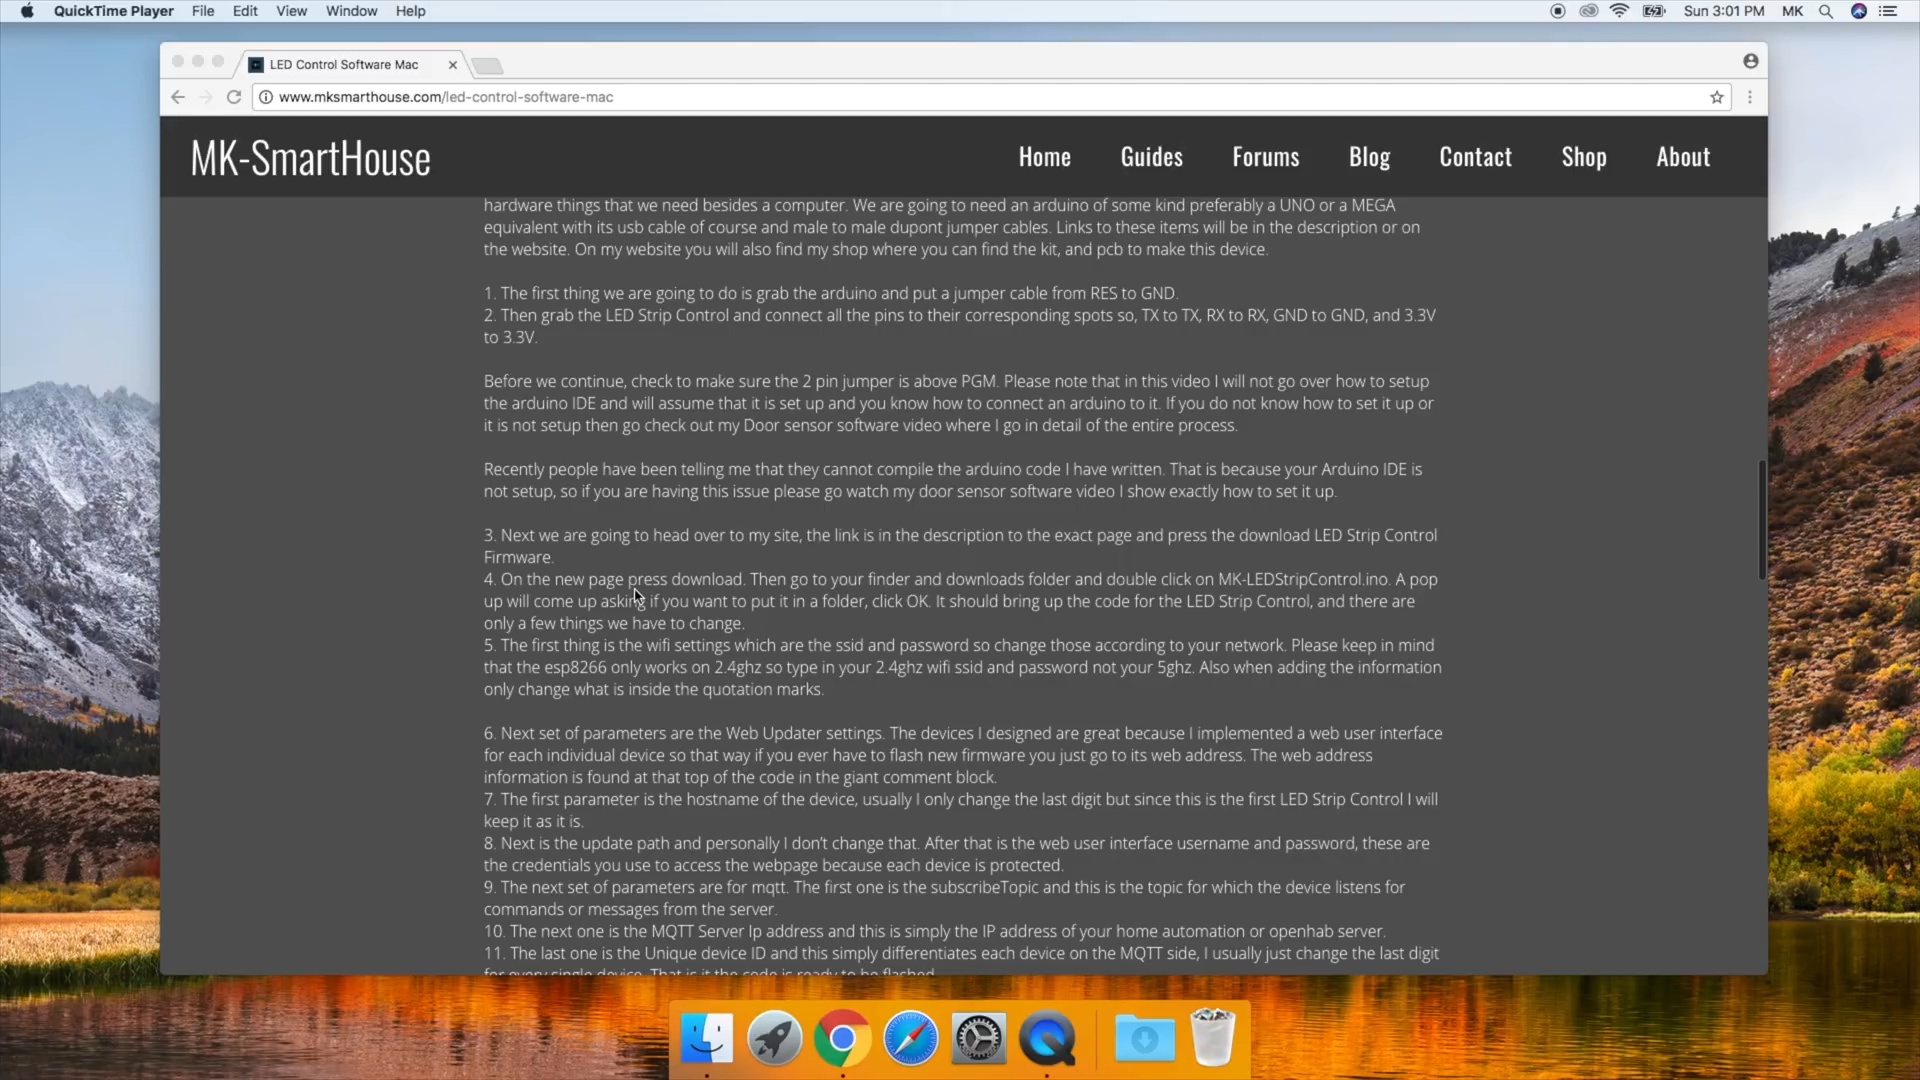 QuickTime Player File Edit View Window Help Sun 3:01 PM MK
LED Control Software Mac
www.mksmarthouse.com/led-control-software-mac
MK-SmartHouse Home Guides Forums Blog Contact Shop About
hardware things that we need besides a computer. We are going to need an arduino of some kind preferably a UNO or a MEGA
equivalent with its usb cable of course and male to male dupont jumper cables. Links to these items will be in the description or on
the website. On my website you will also find my shop where you can find the kit, and pcb to make this device.
1. The first thing we are going to do is grab the arduino and put a jumper cable from RES to GND.
2. Then grab the LED Strip Control and connect all the pins to their corresponding spots so, TX to TX, RX to RX, GND to GND, and 3.3V
to 3.3V.
Before we continue, check to make sure the 2 pin jumper is above PGM. Please note that in this video I will not go over how to setup
the arduino IDE and will assume that it is set up and you know how to connect an arduino to it. If you do not know how to set it up or
it is not setup then go check out my Door sensor software video where I go in detail of the entire process.
Recently people have been telling me that they cannot compile the arduino code I have written. That is because your Arduino IDE is
not setup, so if you are having this issue please go watch my door sensor software video I show exactly how to set it up.
3. Next we are going to head over to my site, the link is in the description to the exact page and press the download LED Strip Control
Firmware.
4. On the new page press download. Then go to your finder and downloads folder and double click on MK-LEDStripControl.ino. A pop
up will come up asking if you want to put it in a folder, click OK. It should bring up the code for the LED Strip Control, and there are
only a few things we have to change.
5. The first thing is the wifi settings which are the ssid and password so change those according to your network. Please keep in mind
that the esp8266 only works on 2.4ghz so type in your 2.4ghz wifi ssid and password not your 5ghz. Also when adding the information
only change what is inside the quotation marks.
6. Next set of parameters are the Web Updater settings. The devices I designed are great because I implemented a web user interface
for each individual device so that way if you ever have to flash new firmware you just go to its web address. The web address
information is found at that top of the code in the giant comment block.
7. The first parameter is the hostname of the device, usually I only change the last digit but since this is the first LED Strip Control I will
keep it as it is.
8. Next is the update path and personally I don't change that. After that is the web user interface username and password, these are
the credentials you use to access the webpage because each device is protected.
9. The next set of parameters are for mqtt. The first one is the subscribeTopic and this is the topic for which the device listens for
commands or messages from the server.
10. The next one is the MQTT Server Ip address and this is simply the IP address of your home automation or openhab server.
11. The last one is the Unique device ID and this simply differentiates each device on the MQTT side, I usually just change the last digit
for every single device. That is it the code is ready to be flashed.